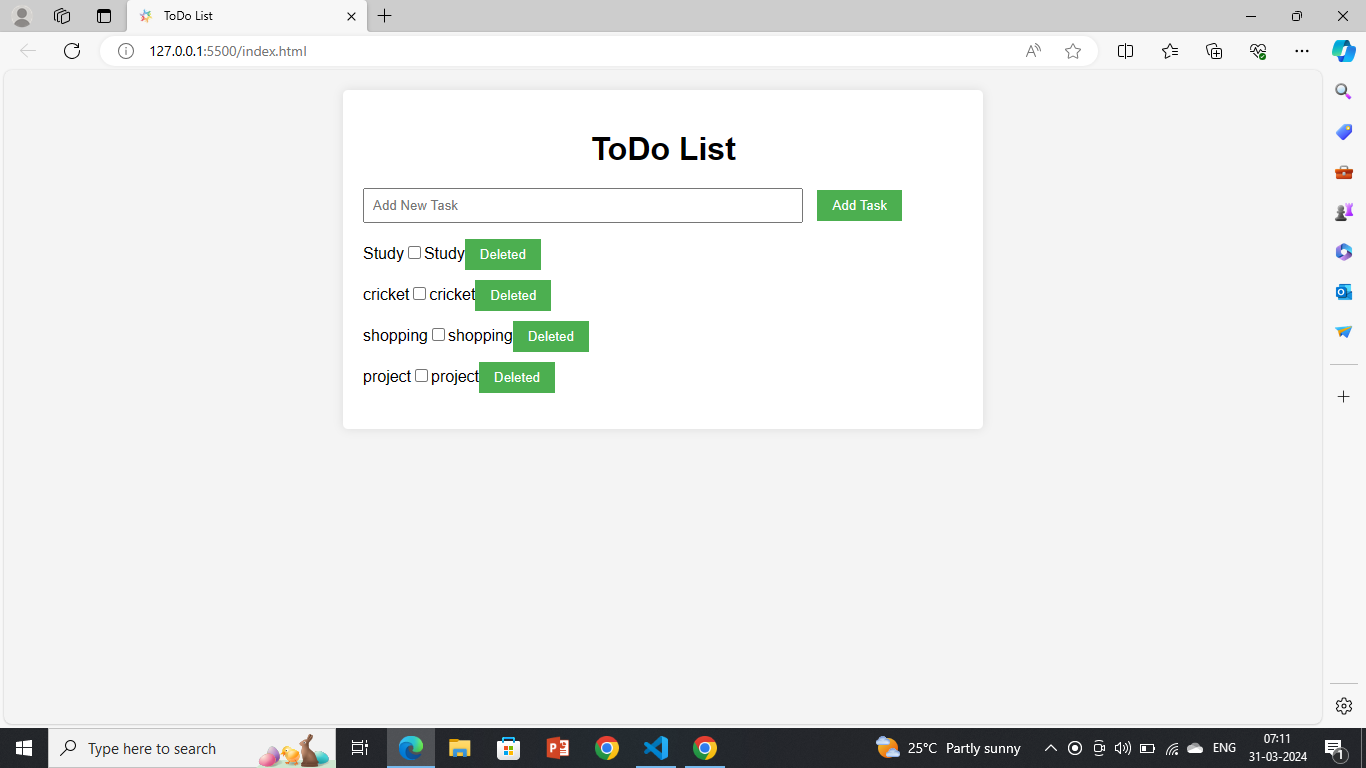 ToDo List
127.0.0.1:5500/index.html
ToDo List
Add New Task Add Task
Study Study Deleted
cricket cricket Deleted
shopping shopping Deleted
project project Deleted
Type here to search
25°C Partly sunny
ENG
07:11
31-03-2024
1